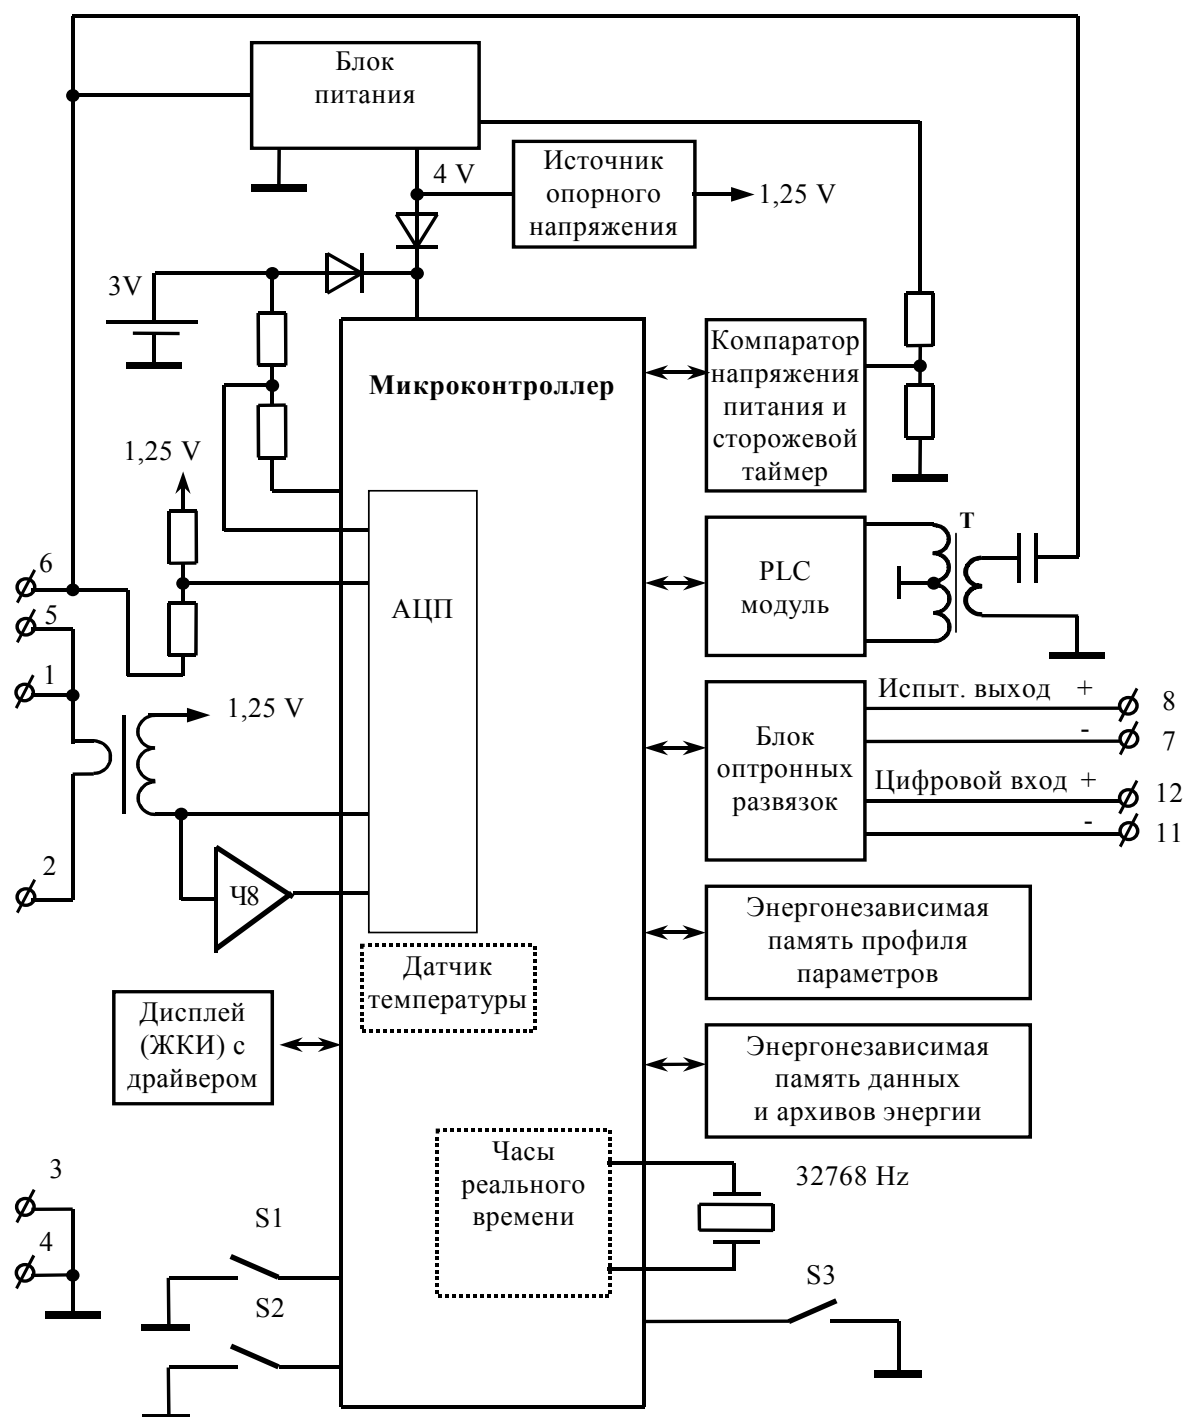 Блок
питания
4 V
Источник
опорного
напряжения
1,25 V
3V
Микроконтроллер
Компаратор
напряжения
питания и
сторожевой
таймер
1,25 V
6
5
1
2
АЦП
PLC
модуль
T
1,25 V
Блок
оптронных
развязок
Испыт. выход +
8
-
7
Цифровой вход +
12
-
11
Ч8
Датчик
температуры
Энергонезависимая
память профиля
параметров
Дисплей
(ЖКИ) с
драйвером
Энергонезависимая
память данных
и архивов энергии
Часы
реального
времени
32768 Hz
3
4
S1
S2
S3